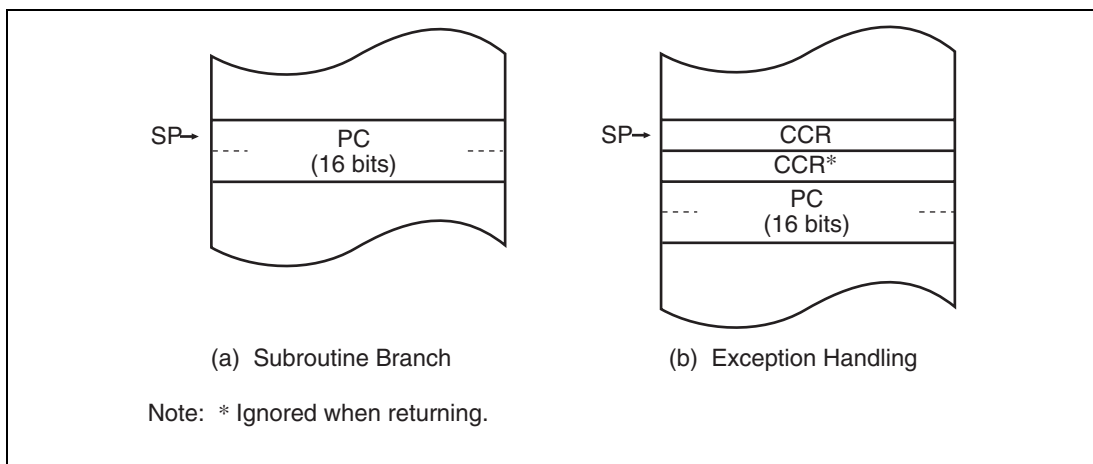 SP→
PC
(16 bits)
(a) Subroutine Branch
SP→
CCR
CCR*
PC
(16 bits)
(b) Exception Handling
Note: * Ignored when returning.